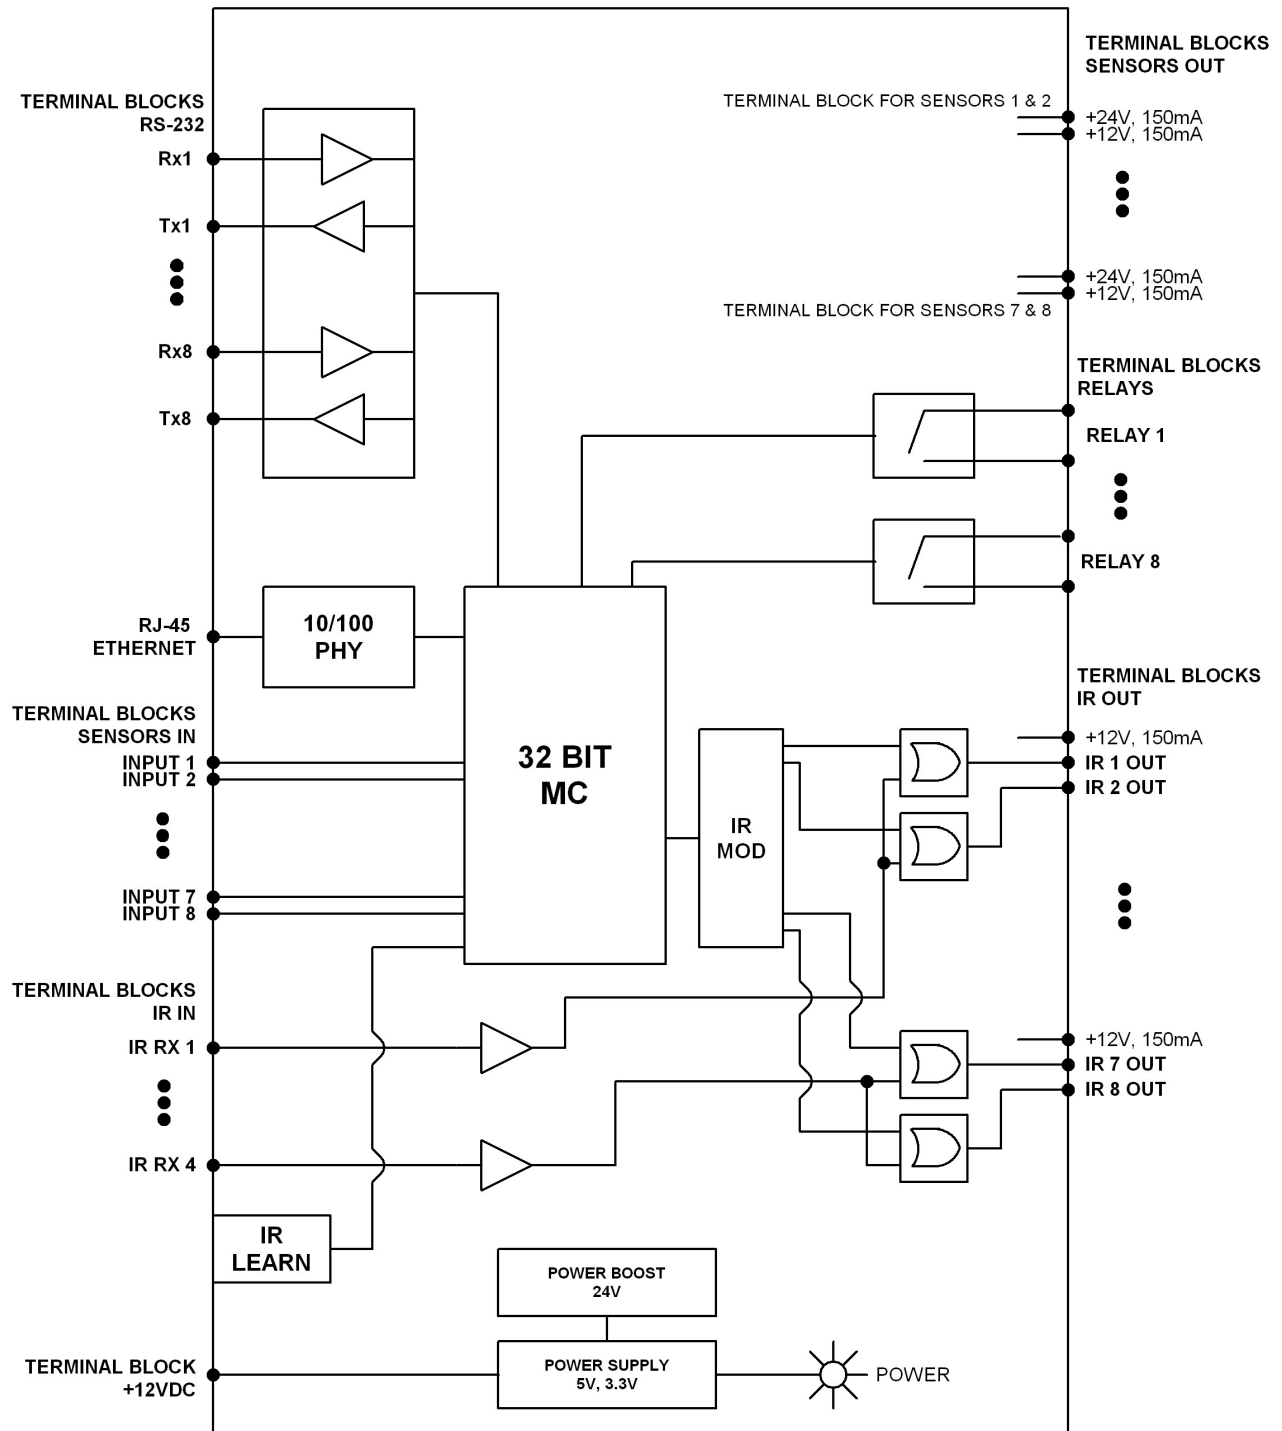 TERMINAL BLOCKS
SENSORS OUT
TERMINAL BLOCKS
RS-232
TERMINAL BLOCK FOR SENSORS 1 & 2
+24V, 150mA
+12V, 150mA
Rx1
Tx1
+24V, 150mA
+12V, 150mA
TERMINAL BLOCK FOR SENSORS 7 & 8
Rx8
Tx8
TERMINAL BLOCKS
RELAYS
RELAY 1
RELAY 8
RJ-45
ETHERNET
10/100
PHY
TERMINAL BLOCKS
IR OUT
TERMINAL BLOCKS
SENSORS IN
INPUT 1
INPUT 2
32 BIT
MC
+12V, 150mA
IR 1 OUT
IR 2 OUT
IR
MOD
INPUT 7
INPUT 8
TERMINAL BLOCKS
IR IN
IR RX 1
+12V, 150mA
IR 7 OUT
IR 8 OUT
IR RX 4
IR
LEARN
POWER BOOST
24V
TERMINAL BLOCK
+12VDC
POWER SUPPLY
5V, 3.3V
POWER